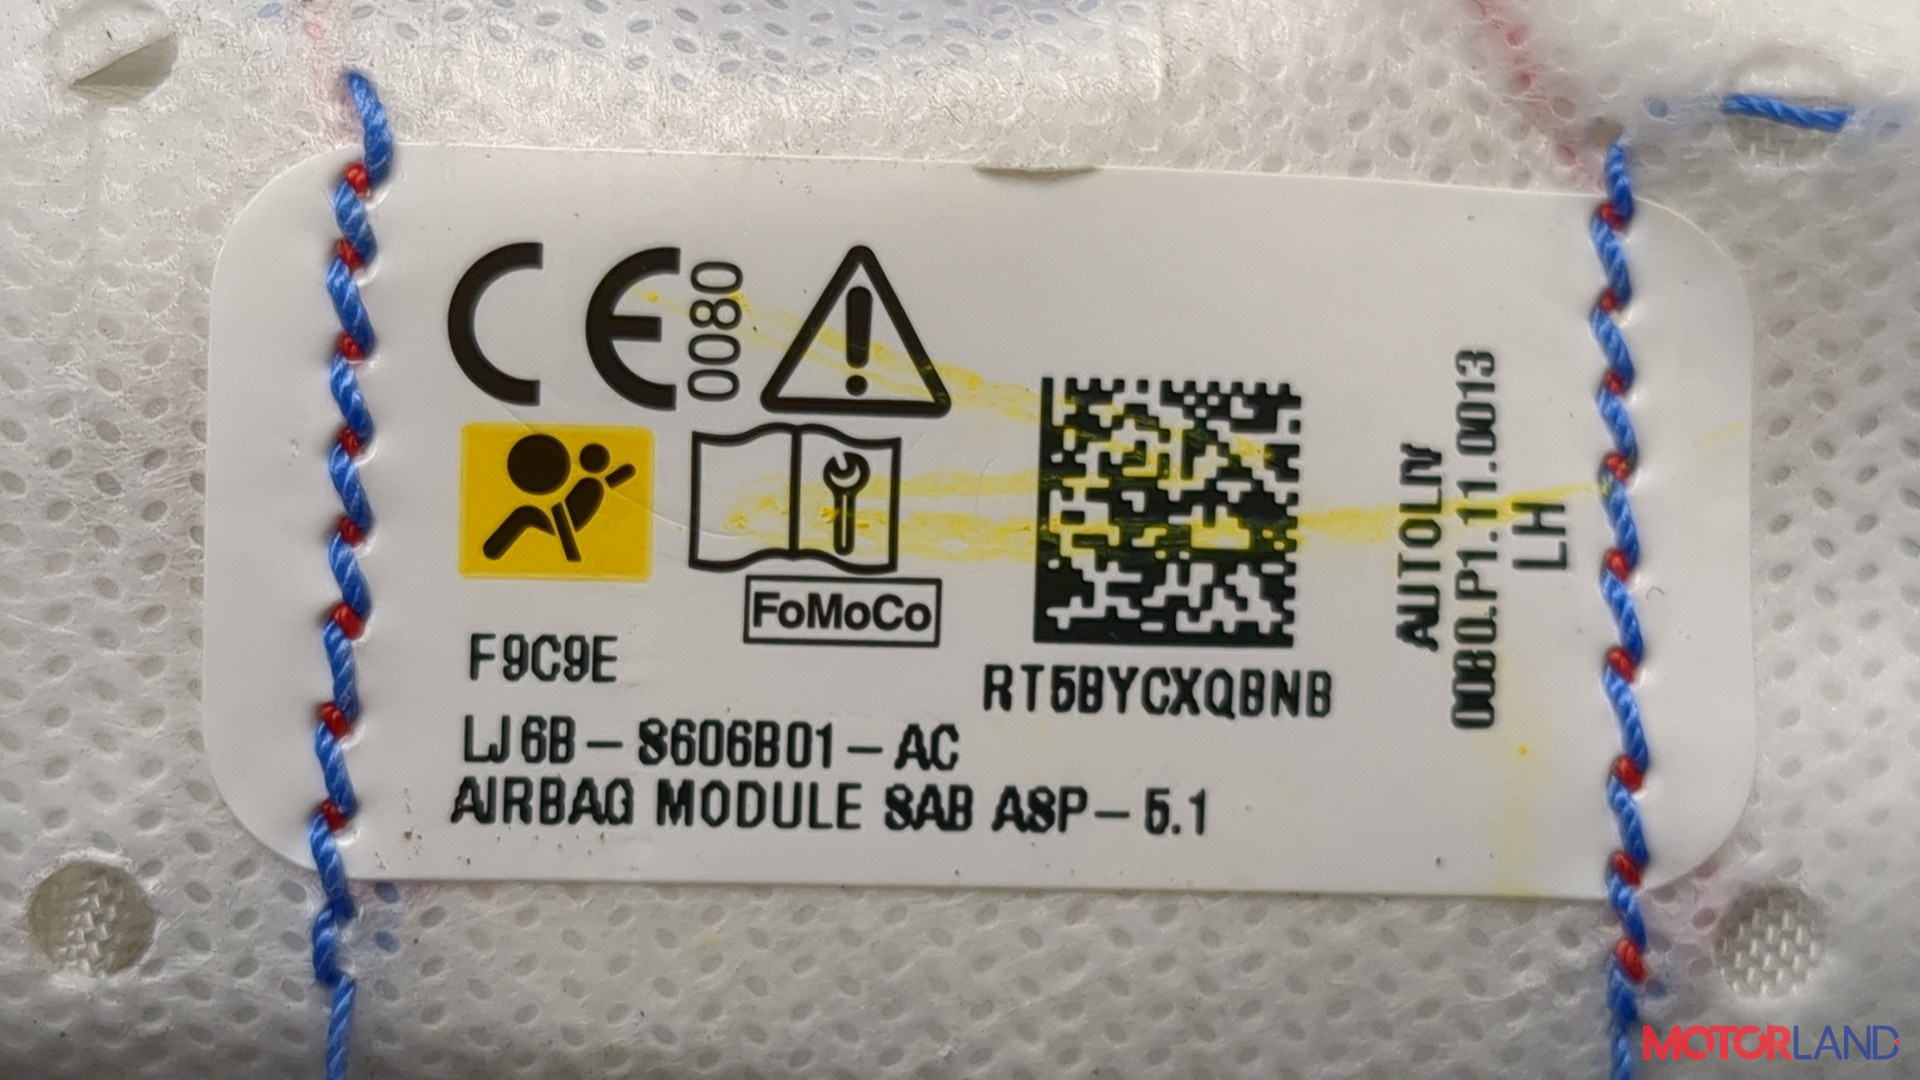 CE 0080
FoMoCo
F9C9E
RT5BYCXQBNB
LJ6B-S606B01-AC
AIRBAG MODULE SAB ASP-5.1
AUTOLIV
0080.P1.11.0013
LH
MOTORLAND